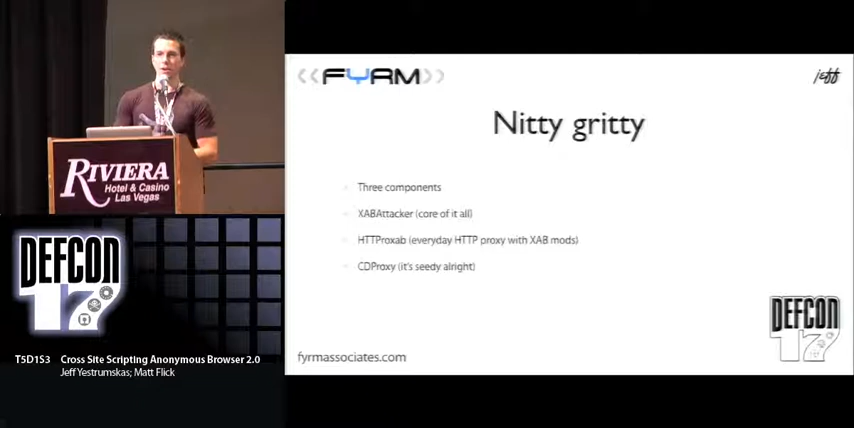 RIVIERA
Hotel & Casino
Las Vegas
DEFCON
17
T5D1S3 Cross Site Scripting Anonymous Browser 2.0
Jeff Yestrumskas; Matt Flick
((FYRM))
jeff
Nitty gritty
Three components
XABAttacker (core of it all)
HTTProxab (everyday HTTP proxy with XAB mods)
CDProxy (it's seedy alright)
fyrmassociates.com
DEFCON
17